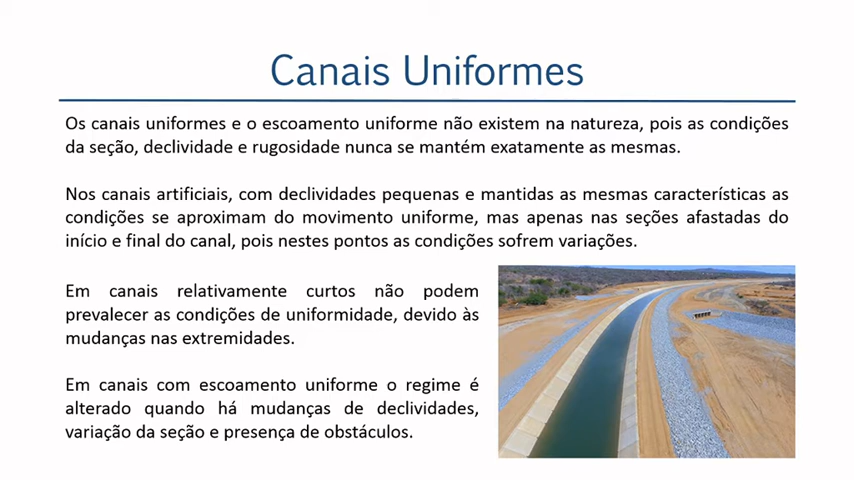 Canais Uniformes
Os canais uniformes e o escoamento uniforme não existem na natureza, pois as condições
da seção, declividade e rugosidade nunca se mantém exatamente as mesmas.
Nos canais artificiais, com declividades pequenas e mantidas as mesmas características as
condições se aproximam do movimento uniforme, mas apenas nas seções afastadas do
início e final do canal, pois nestes pontos as condições sofrem variações.
Em canais relativamente curtos não podem
prevalecer as condições de uniformidade, devido às
mudanças nas extremidades.
Em canais com escoamento uniforme o regime é
alterado quando há mudanças de declividades,
variação da seção e presença de obstáculos.